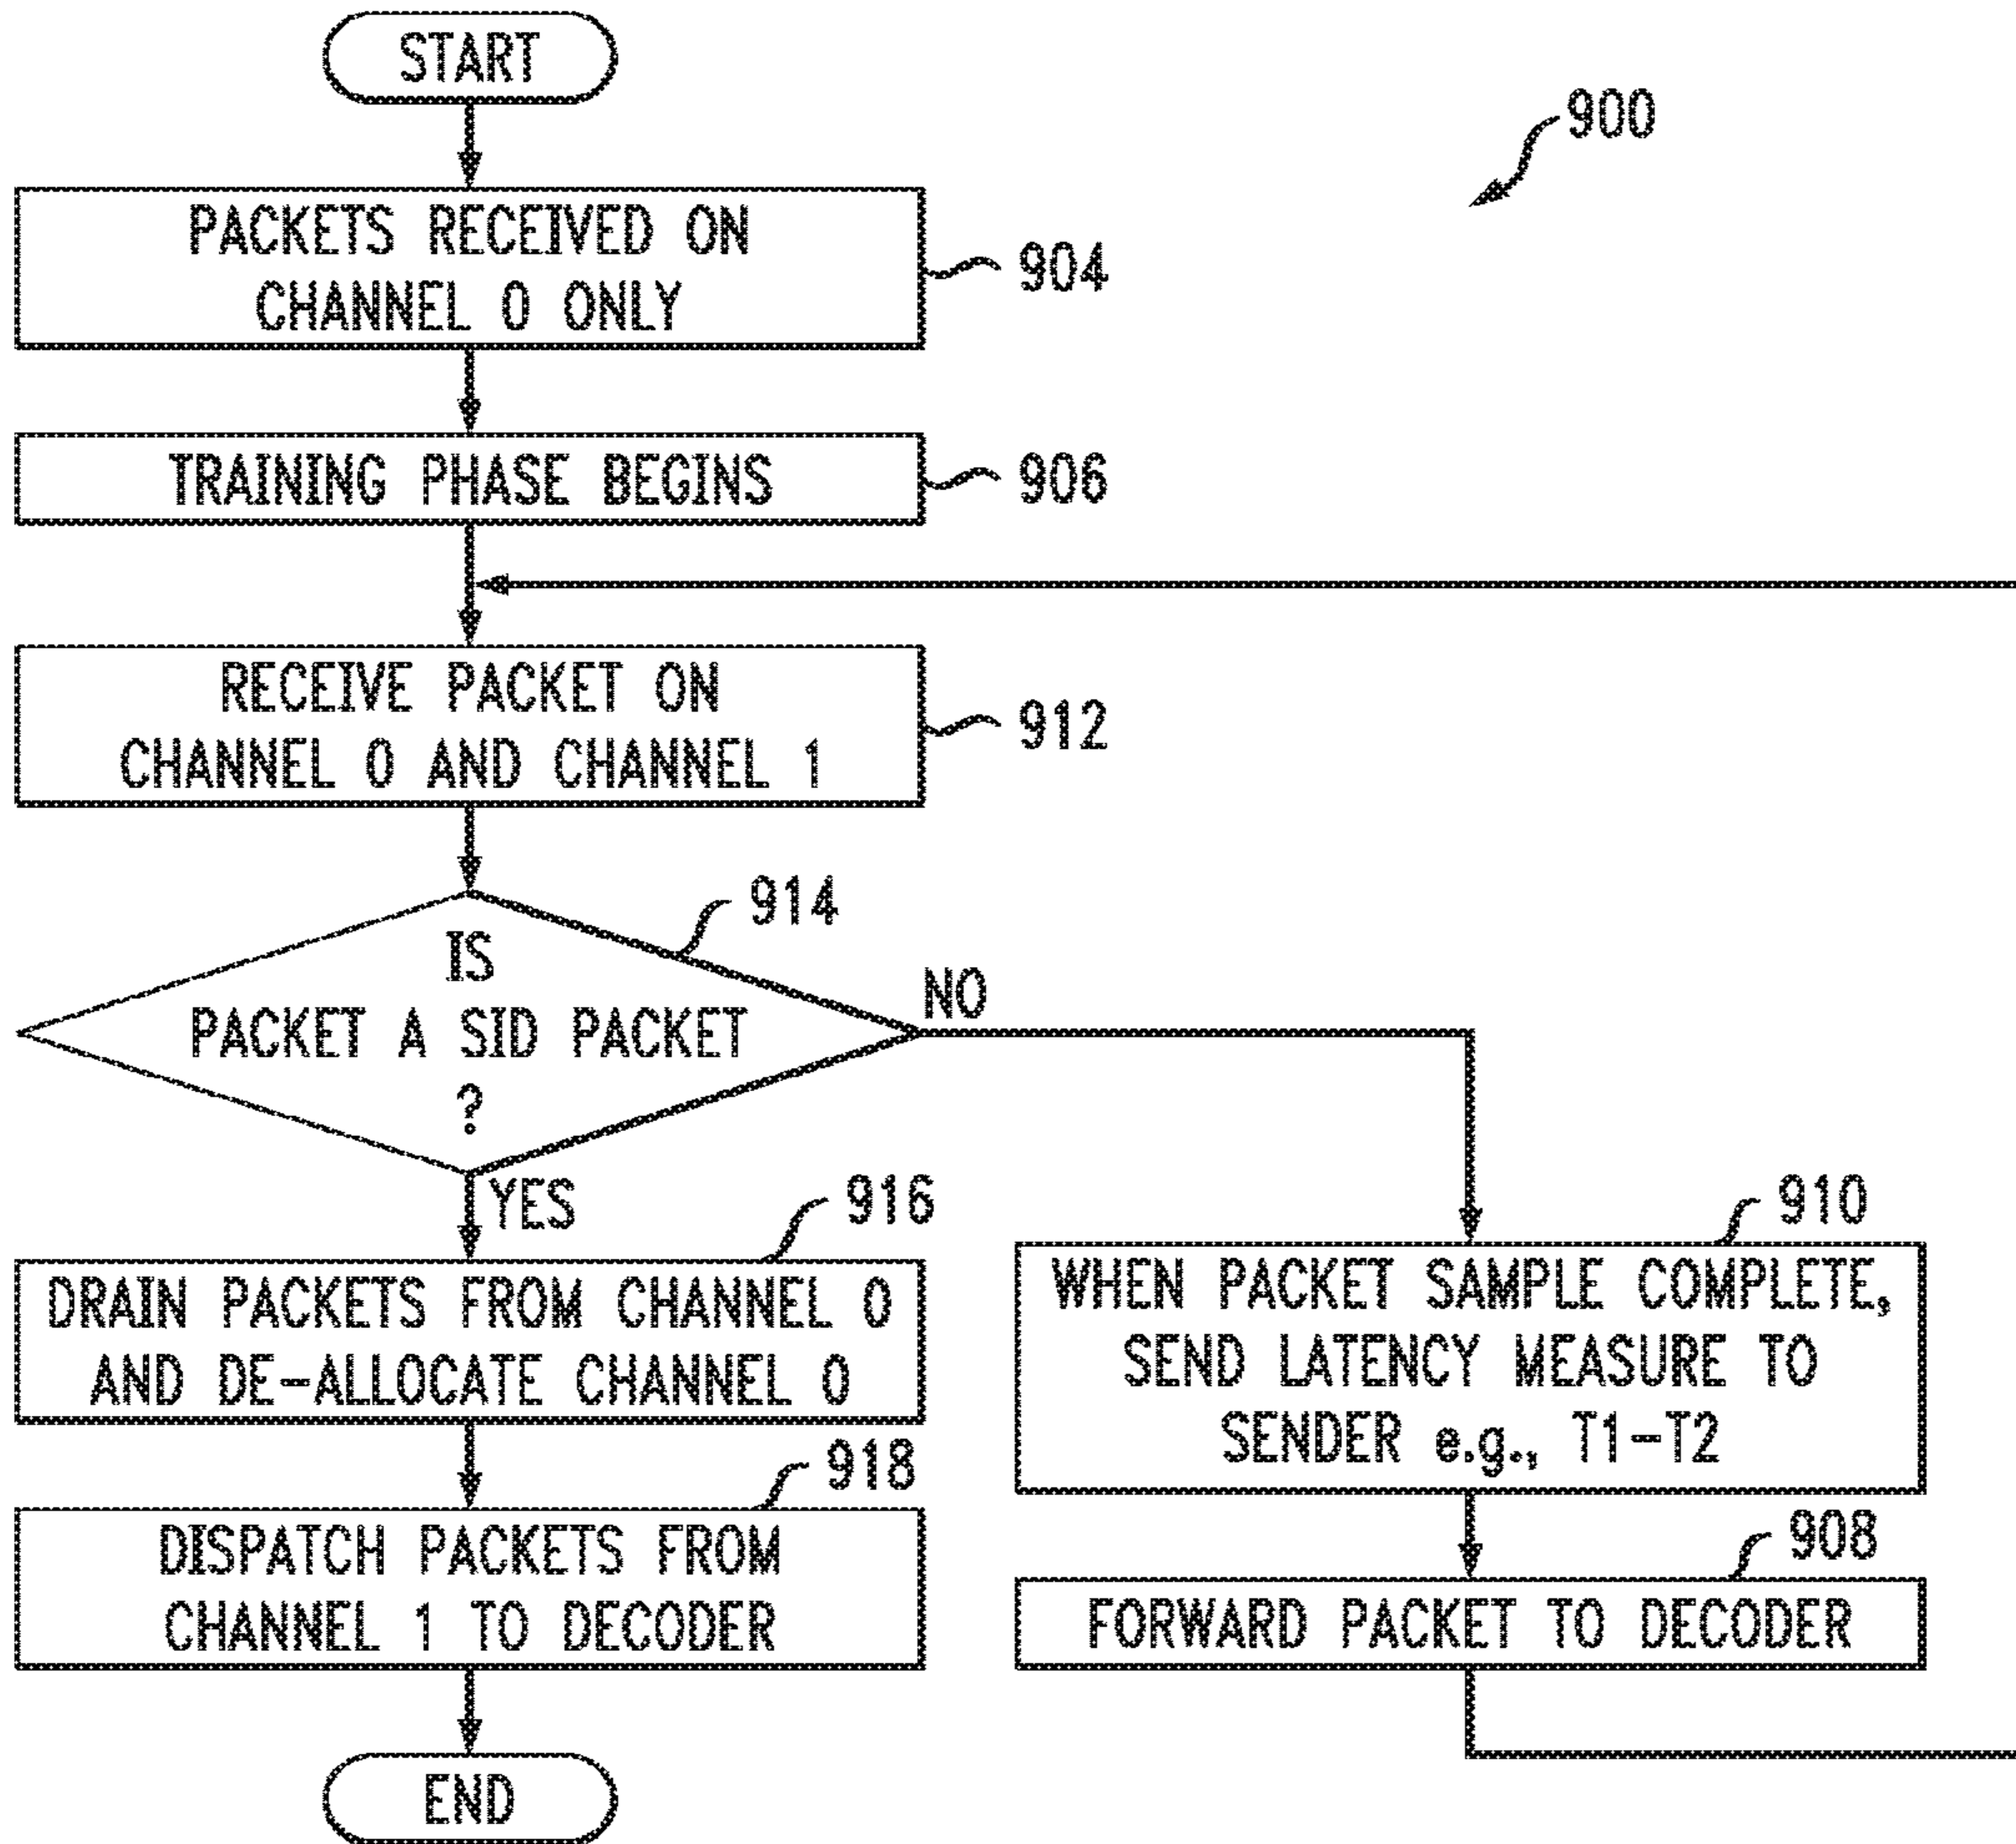 START
900
PACKETS RECEIVED ON
CHANNEL 0 ONLY
904
TRAINING PHASE BEGINS
906
RECEIVE PACKET ON
CHANNEL 0 AND CHANNEL 1
912
914
IS
PACKET A SID PACKET
?
NO
YES
916
DRAIN PACKETS FROM CHANNEL 0
AND DE-ALLOCATE CHANNEL 0
918
DISPATCH PACKETS FROM
CHANNEL 1 TO DECODER
END
910
WHEN PACKET SAMPLE COMPLETE,
SEND LATENCY MEASURE TO
SENDER e.g., T1-T2
908
FORWARD PACKET TO DECODER